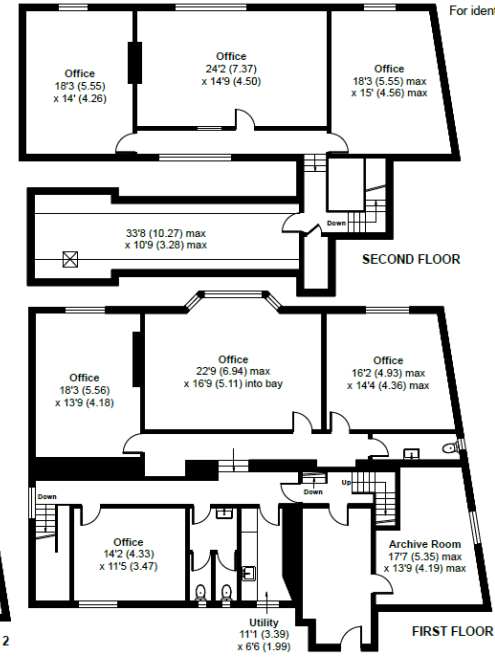 For ident
Office
18'3 (5.55)
x 14' (4.26)
Office
24'2 (7.37)
x 14'9 (4.50)
Office
18'3 (5.55) max
x 15' (4.56) max
33'8 (10.27) max
x 10'9 (3.28) max
Down
SECOND FLOOR
Office
18'3 (5.56)
x 13'9 (4.18)
Office
22'9 (6.94) max
x 16'9 (5.11) into bay
Office
16'2 (4.93) max
x 14'4 (4.36) max
Down
Down
Up
Office
14'2 (4.33)
x 11'5 (3.47)
Archive Room
17'7 (5.35) max
x 13'9 (4.19) max
Utility
11'1 (3.39)
x 6'6 (1.99)
FIRST FLOOR
2